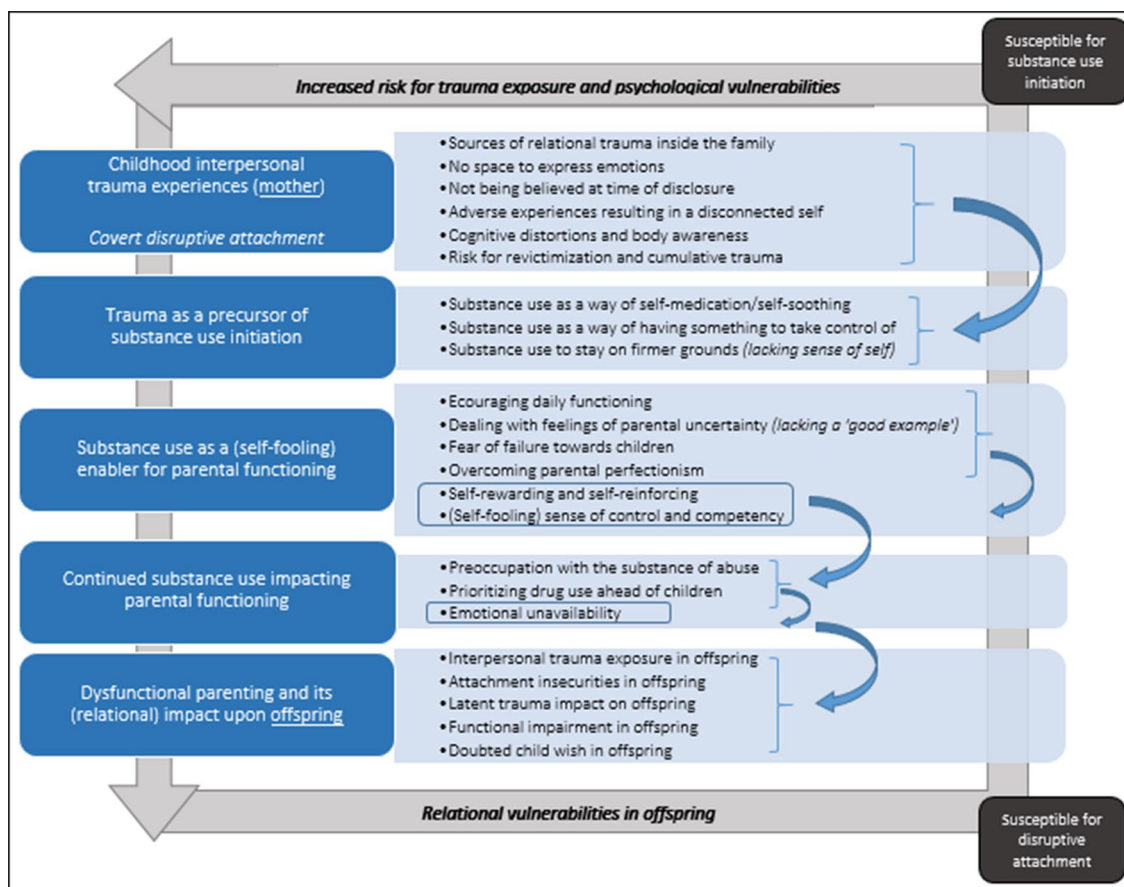 Susceptible for
substance use
initiation
Increased risk for trauma exposure and psychological vulnerabilities
Childhood interpersonal
trauma experiences (mother)
Covert disruptive attachment
•Sources of relational trauma inside the family
•No space to express emotions
•Not being believed at time of disclosure
•Adverse experiences resulting in a disconnected self
•Cognitive distortions and body awareness
•Risk for revictimization and cumulative trauma
Trauma as a precursor of
substance use initiation
•Substance use as a way of self-medication/self-soothing
•Substance use as a way of having something to take control of
•Substance use to stay on firmer grounds (lacking sense of self)
Substance use as a (self-fooling)
enabler for parental functioning
•Ecouraging daily functioning
•Dealing with feelings of parental uncertainty (lacking a 'good example')
•Fear of failure towards children
•Overcoming parental perfectionism
•Self-rewarding and self-reinforcing
•(Self-fooling) sense of control and competency
Continued substance use impacting
parental functioning
•Preoccupation with the substance of abuse
•Prioritizing drug use ahead of children
•Emotional unavailability
Dysfunctional parenting and its
(relational) impact upon offspring
•Interpersonal trauma exposure in offspring
•Attachment insecurities in offspring
•Latent trauma impact on offspring
•Functional impairment in offspring
•Doubted child wish in offspring
Relational vulnerabilities in offspring
Susceptible for
disruptive
attachment